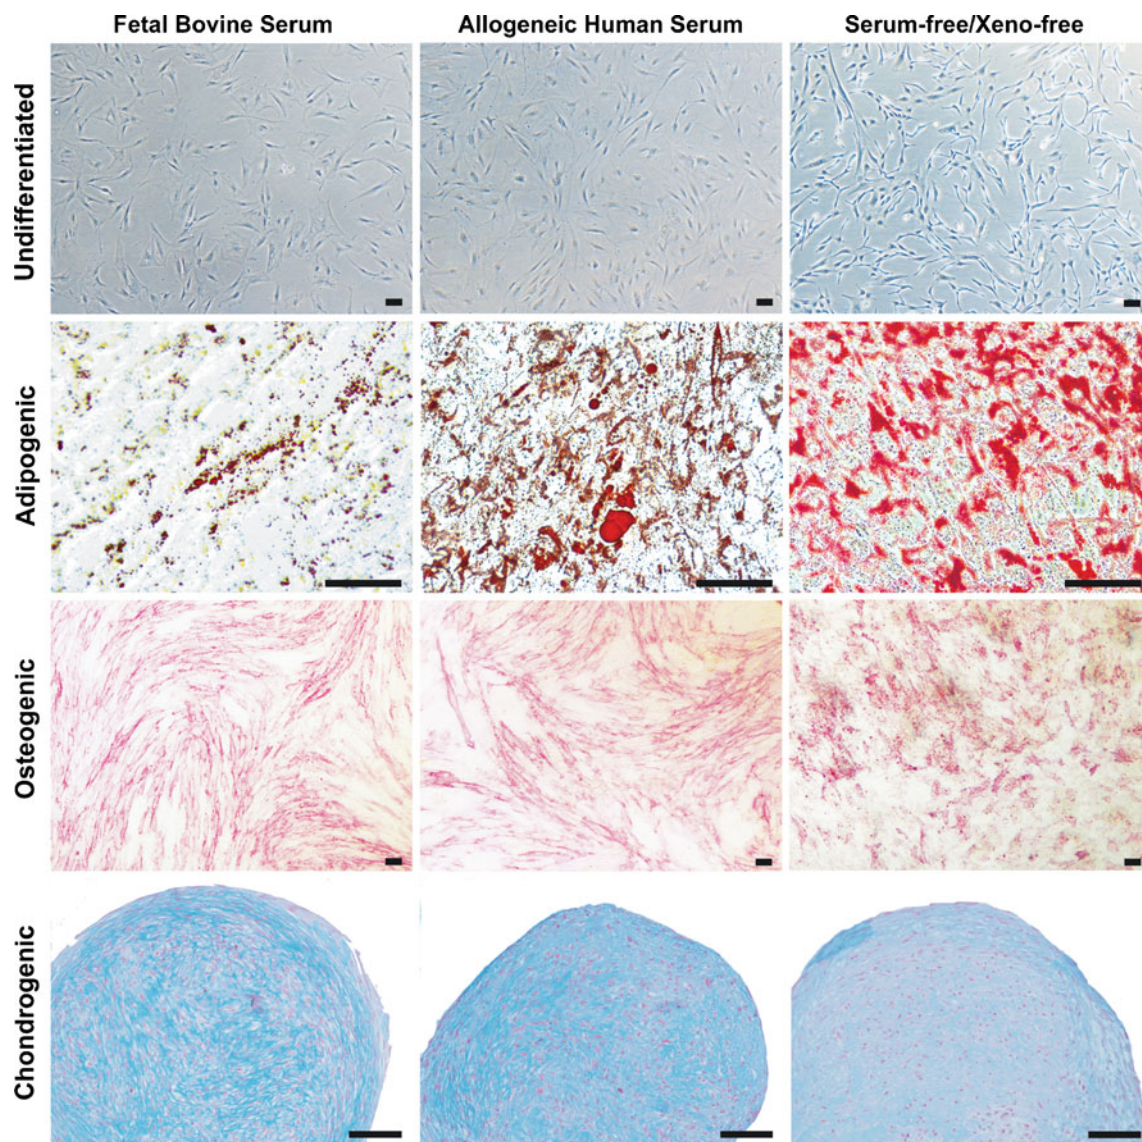 Fetal Bovine Serum
Allogeneic Human Serum
Serum-free/Xeno-free
Undifferentiated
Adipogenic
Osteogenic
Chondrogenic